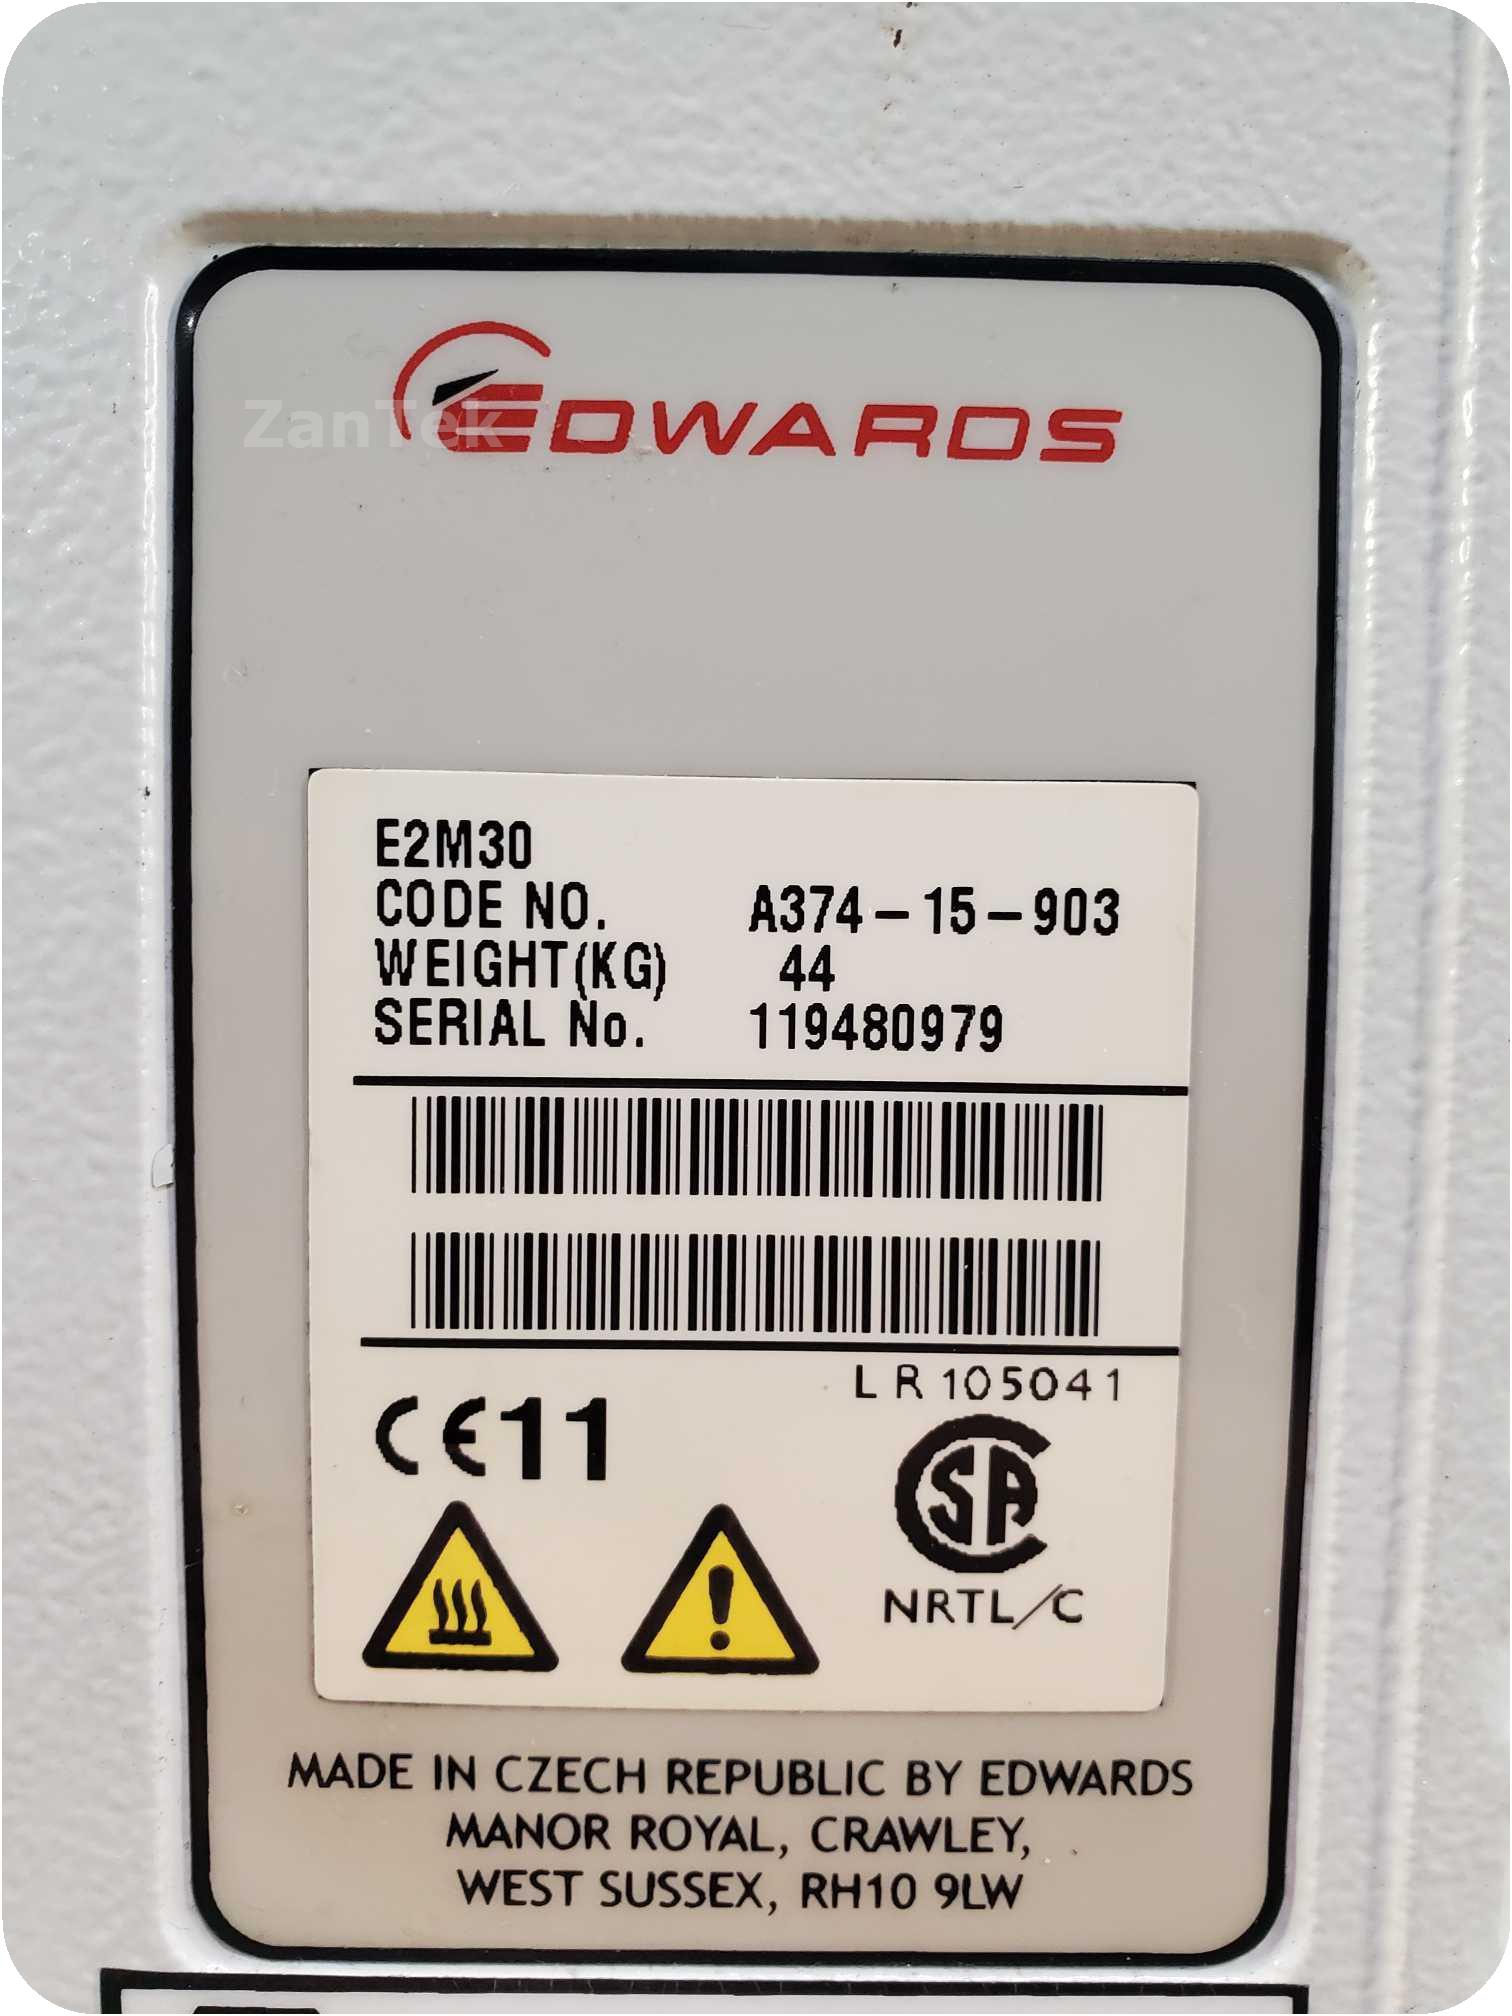 EDWARDS
ZanTek
E2M30
CODE NO. A374-15-903
WEIGHT(KG) 44
SERIAL No. 119480979
LR105041
CE11
SA
NRTL/C
MADE IN CZECH REPUBLIC BY EDWARDS
MANOR ROYAL, CRAWLEY,
WEST SUSSEX, RH10 9LW